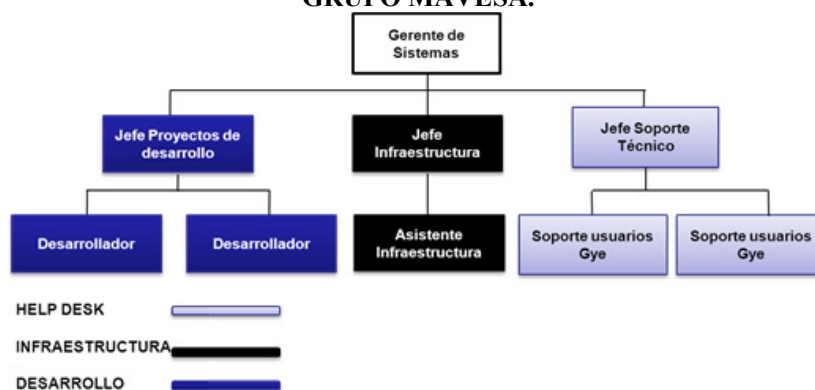 GRUPO MAVESA.
Gerente de
Sistemas
Jefe Proyectos de
desarrollo
Jefe
Infraestructura
Jefe Soporte
Técnico
Desarrollador
Desarrollador
Asistente
Infraestructura
Soporte usuarios
Gye
Soporte usuarios
Gye
HELP DESK
INFRAESTRUCTURA
DESARROLLO